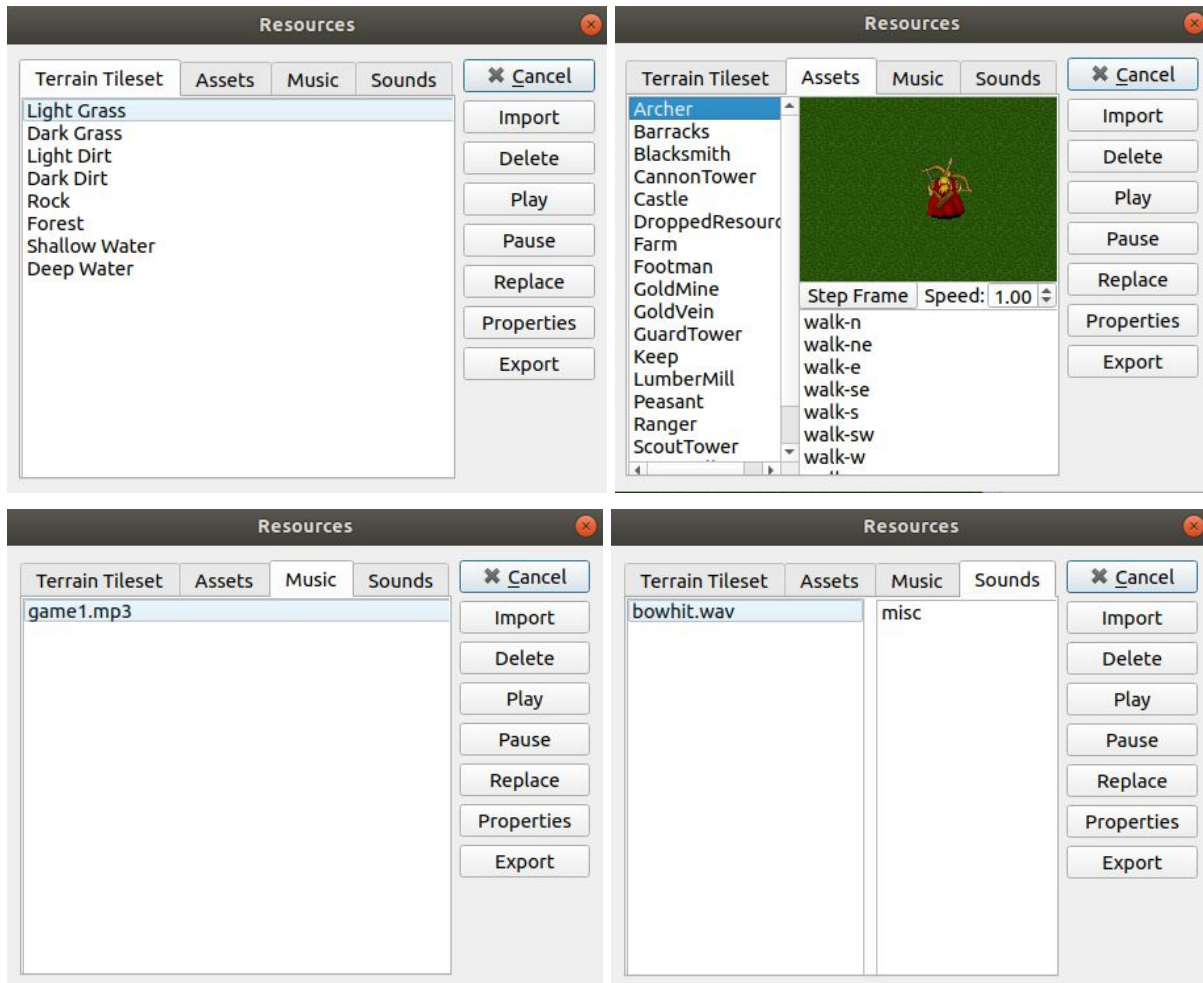 Resources
Terrain Tileset Assets Music Sounds
Light Grass
Dark Grass
Light Dirt
Dark Dirt
Rock
Forest
Shallow Water
Deep Water
Cancel
Import
Delete
Play
Pause
Replace
Properties
Export
Resources
Terrain Tileset Assets Music Sounds
Archer
Barracks
Blacksmith
CannonTower
Castle
DroppedResourc
Farm
Footman
GoldMine
GoldVein
GuardTower
Keep
LumberMill
Peasant
Ranger
ScoutTower
Step Frame Speed: 1.00
walk-n
walk-ne
walk-e
walk-se
walk-s
walk-sw
walk-w
Cancel
Import
Delete
Play
Pause
Replace
Properties
Export
Resources
Terrain Tileset Assets Music Sounds
game1.mp3
Cancel
Import
Delete
Play
Pause
Replace
Properties
Export
Resources
Terrain Tileset Assets Music Sounds
bowhit.wav
misc
Cancel
Import
Delete
Play
Pause
Replace
Properties
Export